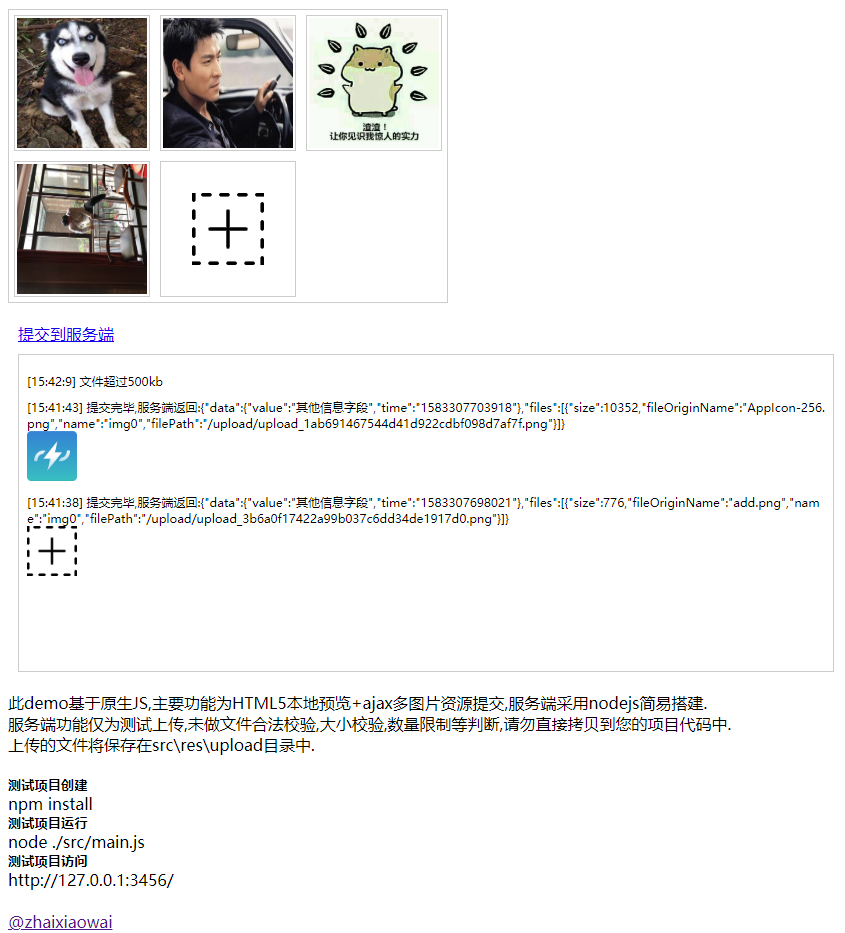 渣渣！
让你见识我惊人的实力
提交到服务端
[15:42:9] 文件超过500kb
[15:41:43] 提交完毕,服务端返回:{"data":{"value":"其他信息字段","time":"1583307703918"},"files":[{"size":10352,"fileOriginName":"AppIcon-256.
png","name":"img0","filePath":"/upload/upload_1ab691467544d41d922cdbf098d7af7f.png"}]}
[15:41:38] 提交完毕,服务端返回:{"data":{"value":"其他信息字段","time":"1583307698021"},"files":[{"size":776,"fileOriginName":"add.png","nam
e":"img0","filePath":"/upload/upload_3b6a0f17422a99b037c6dd34de1917d0.png"}]}
此demo基于原生JS,主要功能为HTML5本地预览+ajax多图片资源提交,服务端采用nodejs简易搭建.
服务端功能仅为测试上传,未做文件合法校验,大小校验,数量限制等判断,请勿直接拷贝到您的项目代码中.
上传的文件将保存在src\res\upload目录中.
测试项目创建
npm install
测试项目运行
node ./src/main.js
测试项目访问
http://127.0.0.1:3456/
@zhaixiaowai